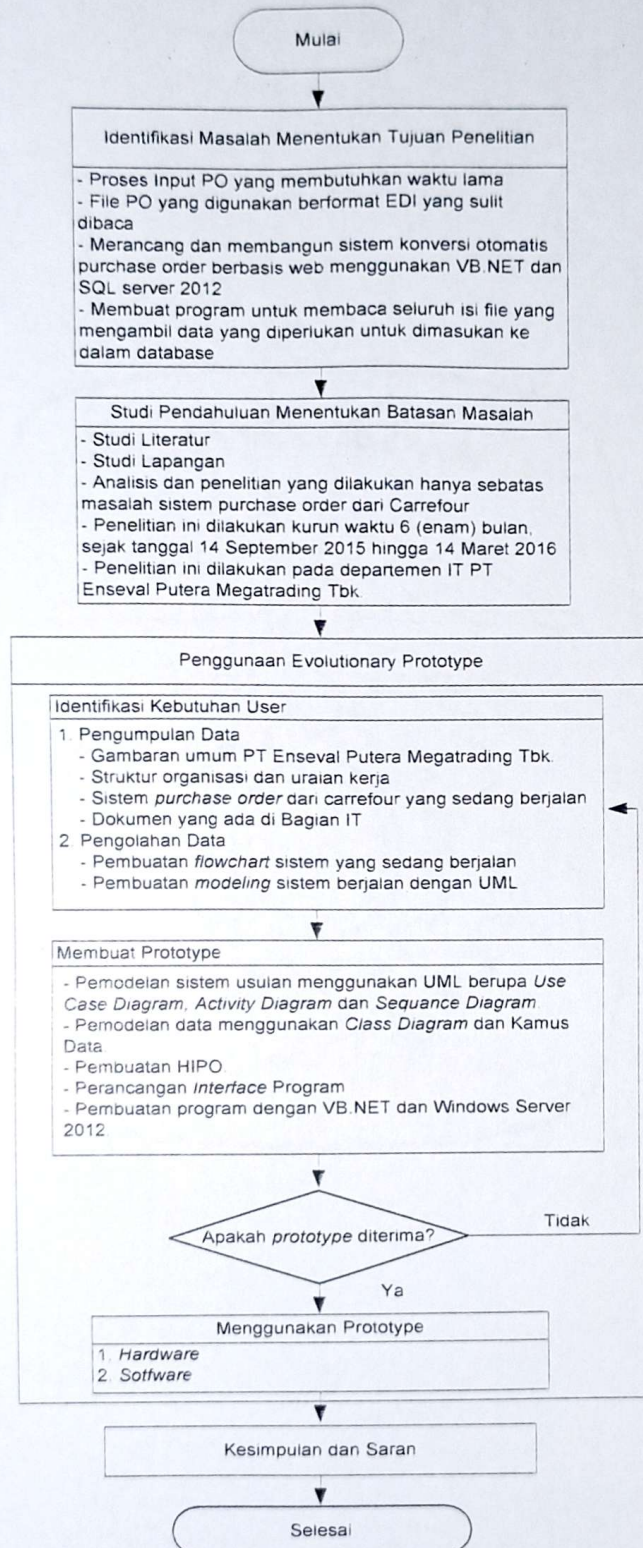 Mulai
Identifikasi Masalah Menentukan Tujuan Penelitian
- Proses Input PO yang membutuhkan waktu lama
- File PO yang digunakan berformat EDI yang sulit
dibaca
- Merancang dan membangun sistem konversi otomatis
purchase order berbasis web menggunakan VB.NET dan
SQL server 2012
- Membuat program untuk membaca seluruh isi file yang
mengambil data yang diperlukan untuk dimasukan ke
dalam database
Studi Pendahuluan Menentukan Batasan Masalah
- Studi Literatur
- Studi Lapangan
- Analisis dan penelitian yang dilakukan hanya sebatas
masalah sistem purchase order dari Carrefour
- Penelitian ini dilakukan kurun waktu 6 (enam) bulan,
sejak tanggal 14 September 2015 hingga 14 Maret 2016
- Penelitian ini dilakukan pada departemen IT PT
Enseval Putera Megatrading Tbk.
Penggunaan Evolutionary Prototype
Identifikasi Kebutuhan User
1. Pengumpulan Data
- Gambaran umum PT Enseval Putera Megatrading Tbk.
- Struktur organisasi dan uraian kerja
- Sistem purchase order dari carrefour yang sedang berjalan
- Dokumen yang ada di Bagian IT
2. Pengolahan Data
- Pembuatan flowchart sistem yang sedang berjalan
- Pembuatan modeling sistem berjalan dengan UML
Membuat Prototype
- Pemodelan sistem usulan menggunakan UML berupa Use
Case Diagram, Activity Diagram dan Sequance Diagram.
- Pemodelan data menggunakan Class Diagram dan Kamus
Data.
- Pembuatan HIPO.
- Perancangan Interface Program
- Pembuatan program dengan VB.NET dan Windows Server
2012.
Apakah prototype diterima?
Tidak
Ya
Menggunakan Prototype
1. Hardware
2. Sotfware
Kesimpulan dan Saran
Selesai